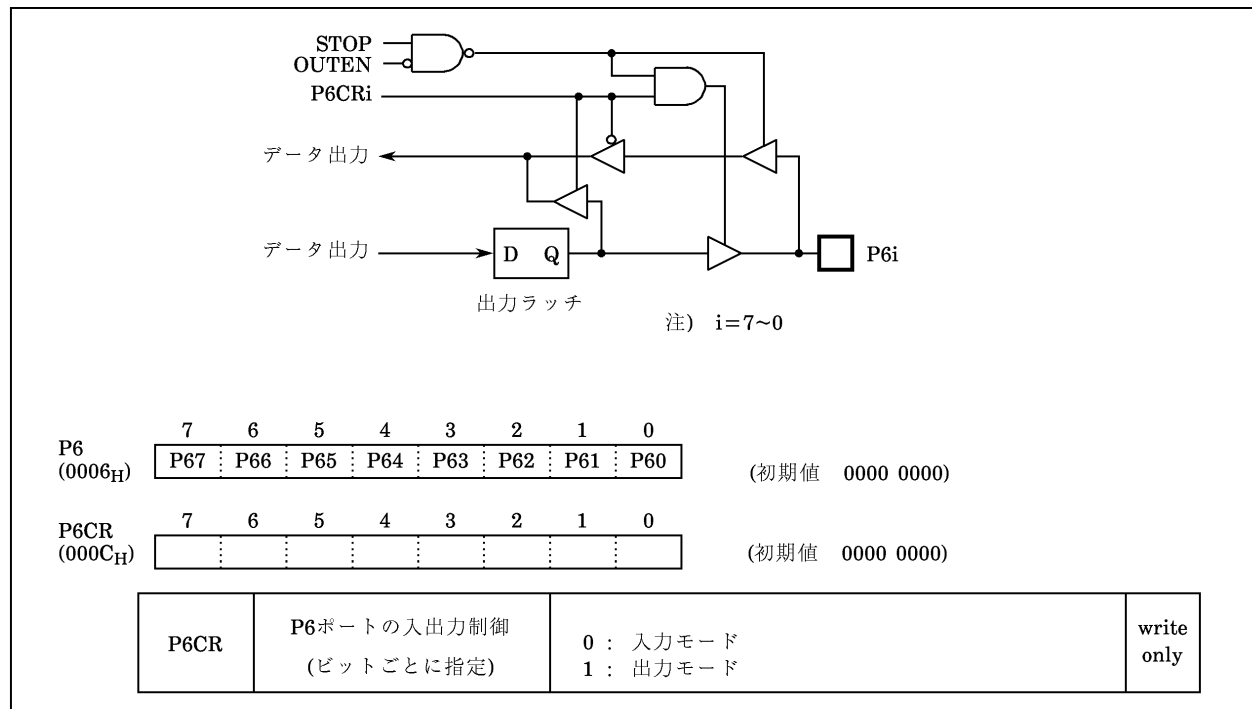 STOP
OUTEN
P6CRi
データ出力
データ出力
D Q
P6i
出力ラッチ
注) i=7~0
7 6 5 4 3 2 1 0
P6
(0006H)
P67 P66 P65 P64 P63 P62 P61 P60
(初期値 0000 0000)
7 6 5 4 3 2 1 0
P6CR
(000CH)
(初期値 0000 0000)
P6CR
P6ポートの入出力制御
(ビットごとに指定)
0 : 入力モード
1 : 出力モード
write
only